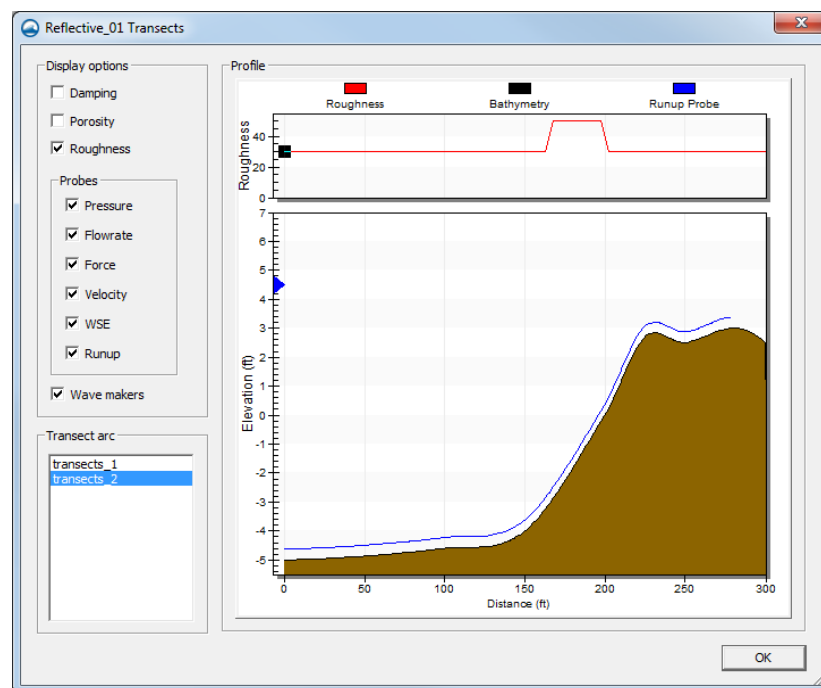 Reflective_01 Transects
Display options
Damping
Porosity
Roughness
Probes
Pressure
Flowrate
Force
Velocity
WSE
Runup
Wave makers
Transect arc
transects_1
transects_2
Profile
Roughness Bathymetry Runup Probe
Roughness
40
20
0
Elevation (ft)
7
6
5
4
3
2
1
0
-1
-2
-3
-4
-5
0 50 100 150 200 250 300
Distance (ft)
OK